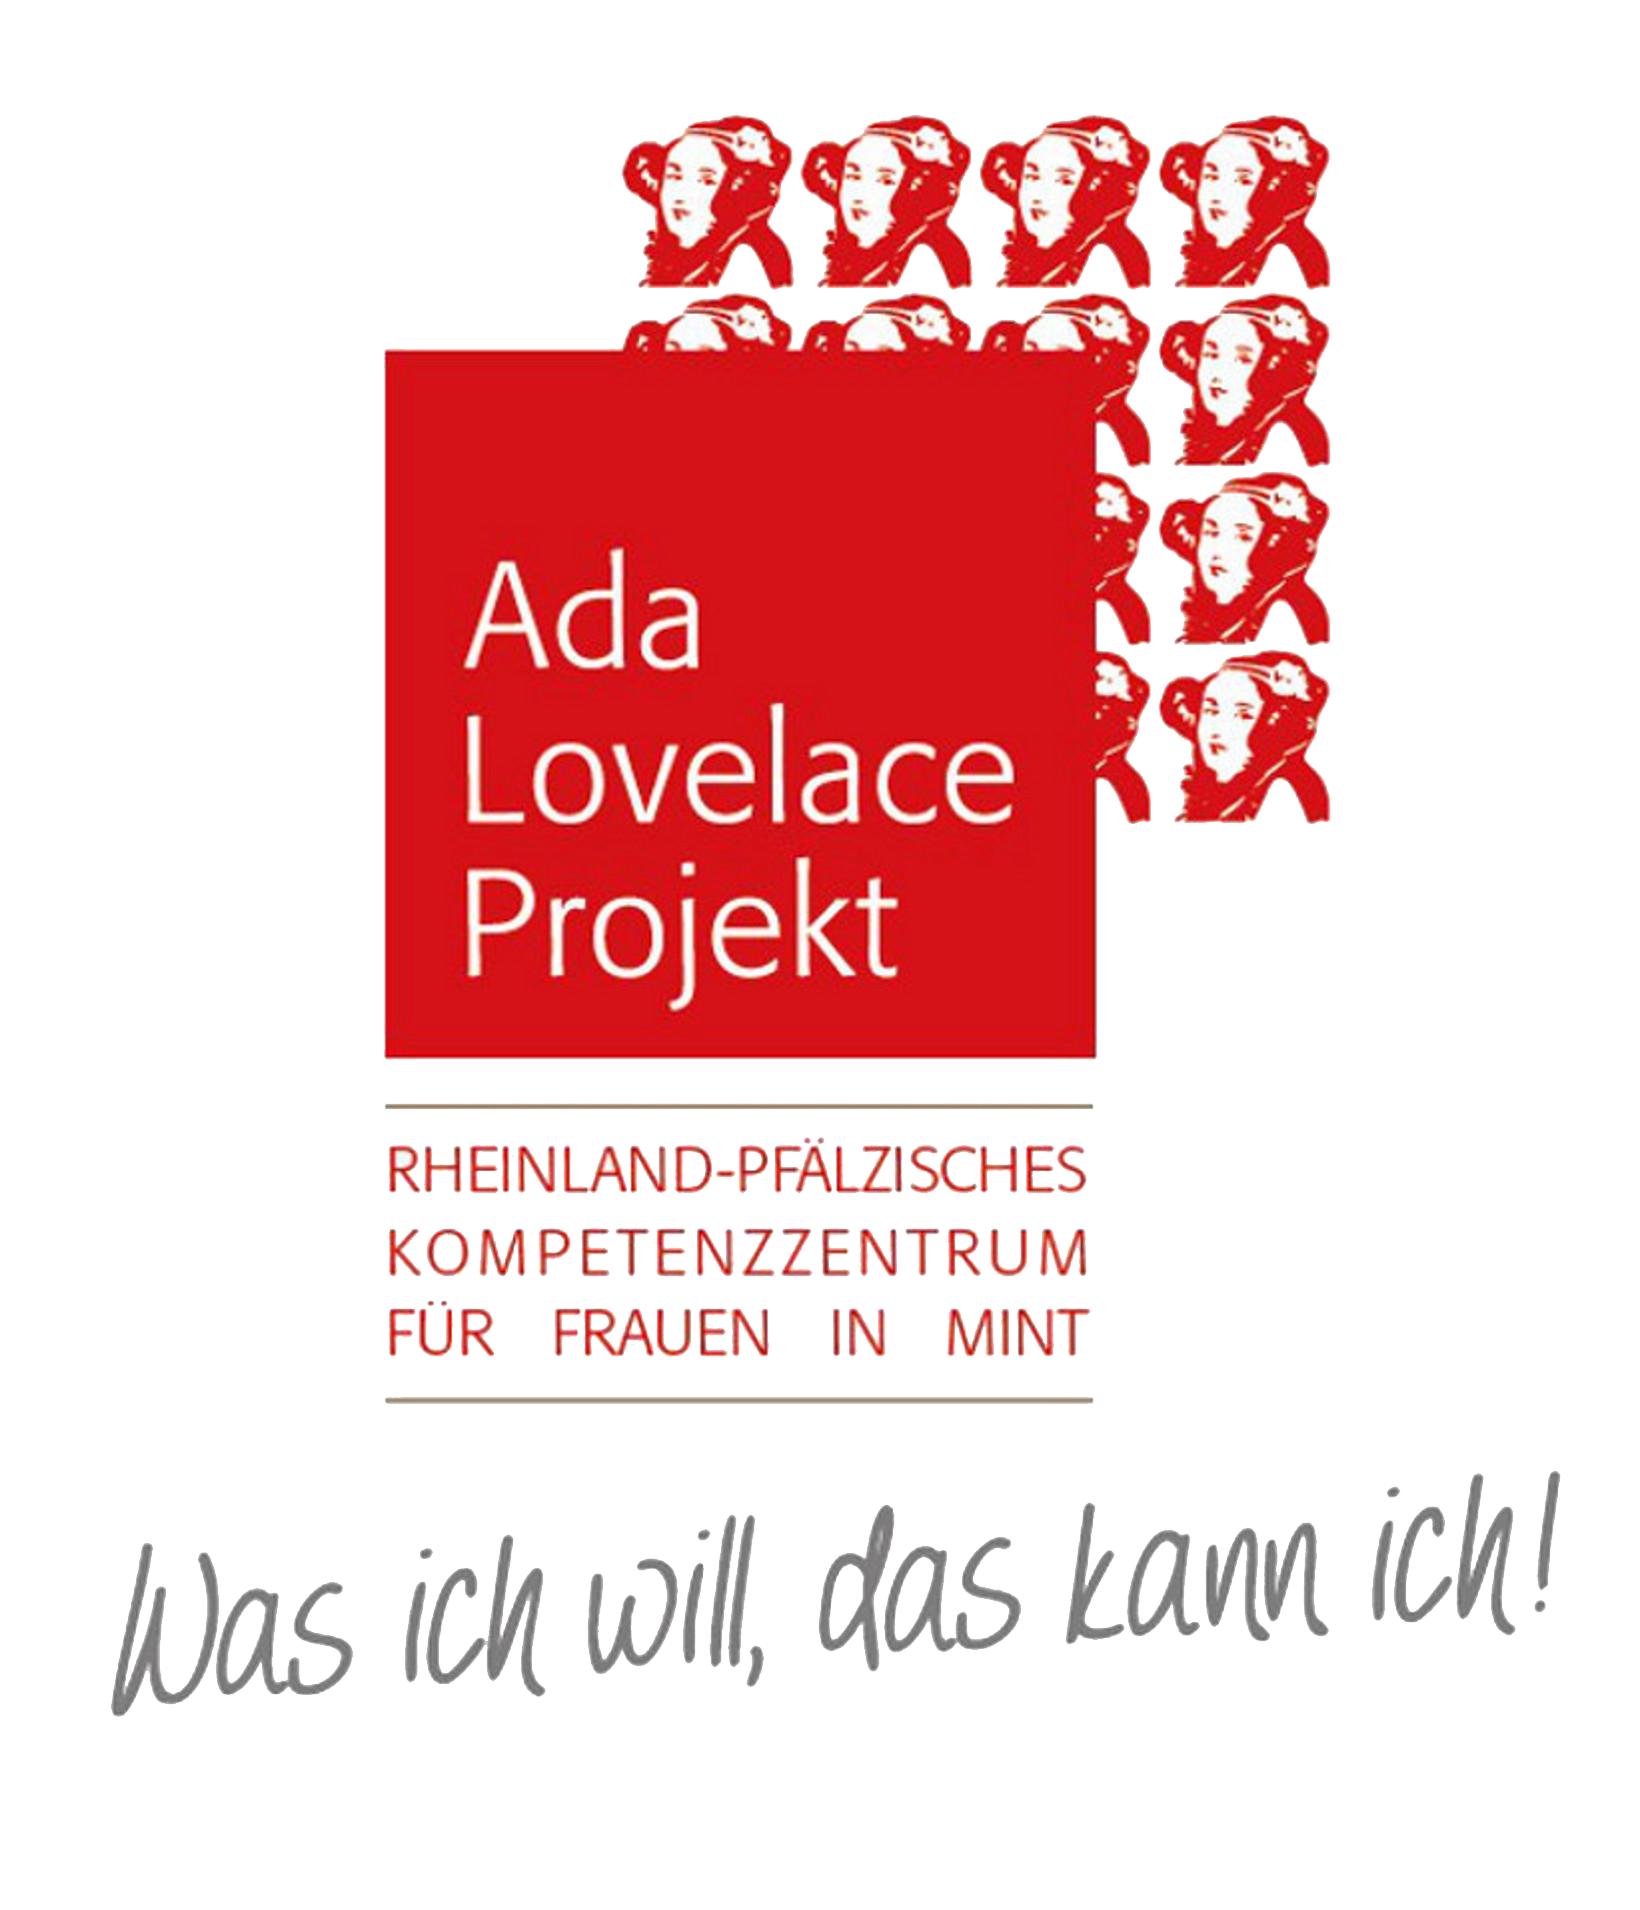 Ada
Lovelace
Projekt
RHEINLAND-PFÄLZISCHES
KOMPETENZZENTRUM
FÜR FRAUEN IN MINT
Was ich will, das kann ich!